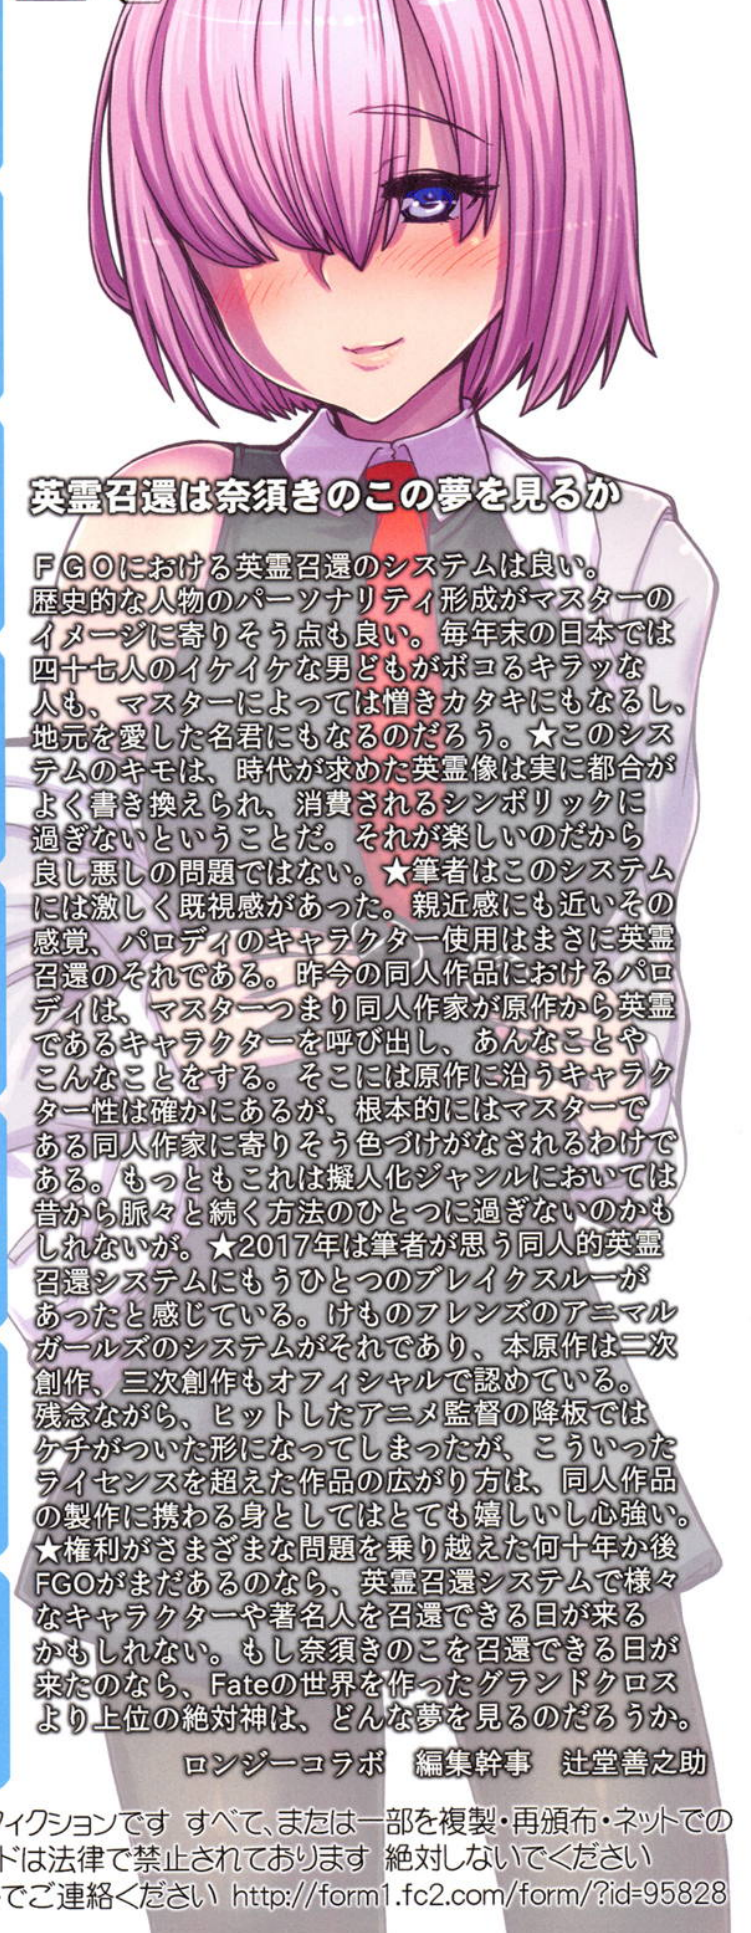 英霊召還は奈須きのこの夢を見るか
FGOにおける英霊召還のシステムは良い。
歴史的な人物のパーソナリティ形成がマスターの
イメージに寄りそう点も良い。毎年末の日本では
四十七人のイケイケな男どもがボコるキラッな
人も、マスターによっては憎きカタキにもなるし、
地元を愛した名君にもなるのだろう。★このシス
テムのキモは、時代が求めた英霊像は実に都合が
よく書き換えられ、消費されるシンボリックに
過ぎないということだ。それが楽しいのだから
良し悪しの問題ではない。★筆者はこのシステム
には激しく既視感があった。親近感にも近いその
感覚、パロディのキャラクター使用はまさに英霊
召還のそれである。昨今の同人作品におけるパロ
ディは、マスターつまり同人作家が原作から英霊
であるキャラクターを呼び出し、あんなことや
こんなことをする。そこには原作に沿うキャラク
ター性は確かにあるが、根本的にはマスターで
ある同人作家に寄りそう色づけがなされるわけで
ある。もっともこれは擬人化ジャンルにおいては
昔から脈々と続く方法のひとつに過ぎないのかも
しれないが。★2017年は筆者が思う同人的英霊
召還システムにもうひとつのブレイクスルーが
あったと感じている。けものフレンズのアニマル
ガールズのシステムがそれであり、本原作は二次
創作、三次創作もオフィシャルで認めている。
残念ながら、ヒットしたアニメ監督の降板では
ケチがついた形になってしまったが、こういった
ライセンスを超えた作品の広がり方は、同人作品
の製作に携わる身としてはとても嬉しいし心強い。
★権利がさまざまな問題を乗り越えた何十年か後
FGOがまだあるのなら、英霊召還システムで様々
なキャラクターや著名人を召還できる日が来る
かもしれない。もし奈須きのこを召還できる日が
来たのなら、Fateの世界を作ったグランドクロス
より上位の絶対神は、どんな夢を見るのだろうか。
ロンジーコラボ 編集幹事 辻堂善之助
ィクションです すべて、または一部を複製・再頒布・ネットでの
ドは法律で禁止されております 絶対しないでください
でご連絡ください http://form1.fc2.com/form/?id=95828